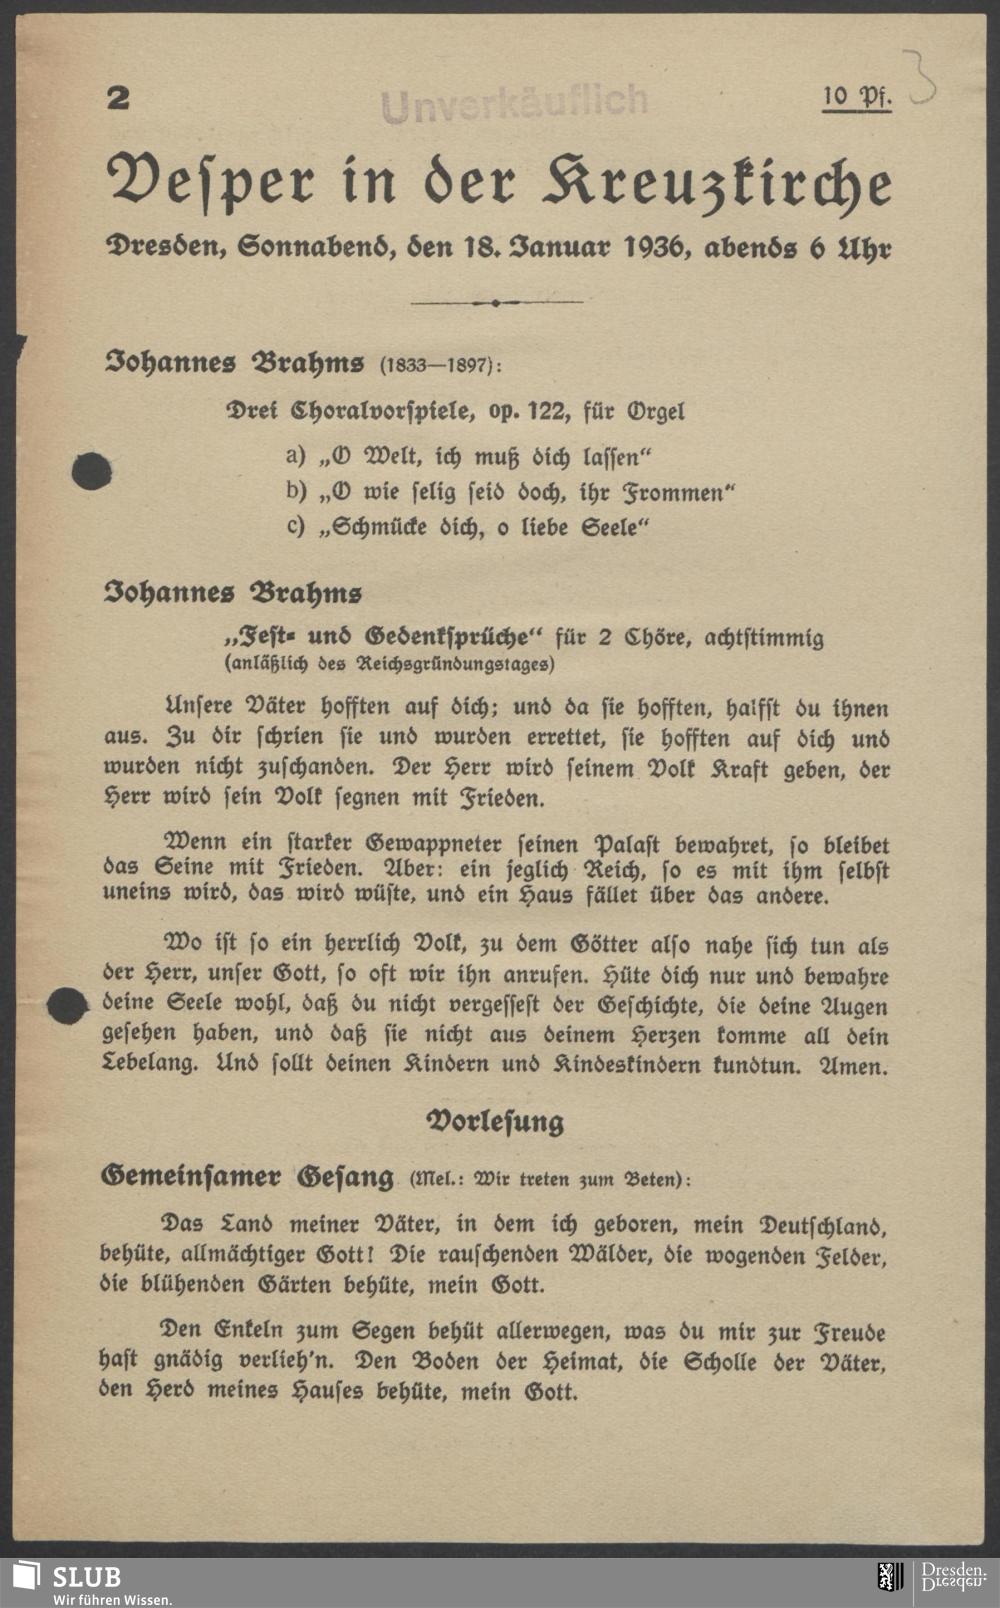 2
Unverkäuflich
10 Pf.
3
Vesper in der Kreuzkirche
Dresden, Sonnabend, den 18. Januar 1936, abends 6 Uhr
Johannes Brahms (1833—1897):
Drei Choralvorspiele, op. 122, für Orgel
a) „O Welt, ich muß dich lassen“
b) „O wie selig seid doch, ihr Frommen“
c) „Schmücke dich, o liebe Seele“
Johannes Brahms
„Fest- und Gedenksprüche“ für 2 Chöre, achtstimmig
(anläßlich des Reichsgründungstages)
Unsere Väter hofften auf dich; und da sie hofften, halfst du ihnen
aus. Zu dir schrien sie und wurden errettet, sie hofften auf dich und
wurden nicht zuschanden. Der Herr wird seinem Volk Kraft geben, der
Herr wird sein Volk segnen mit Frieden.
Wenn ein starker Gewappneter seinen Palast bewahret, so bleibet
das Seine mit Frieden. Aber: ein jeglich Reich, so es mit ihm selbst
uneins wird, das wird wüste, und ein Haus fället über das andere.
Wo ist so ein herrlich Volk, zu dem Götter also nahe sich tun als
der Herr, unser Gott, so oft wir ihn anrufen. Hüte dich nur und bewahre
deine Seele wohl, daß du nicht vergessest der Geschichte, die deine Augen
gesehen haben, und daß sie nicht aus deinem Herzen komme all dein
Lebelang. Und sollt deinen Kindern und Kindeskindern kundtun. Amen.
Vorlesung
Gemeinsamer Gesang (Mel.: Wir treten zum Beten):
Das Land meiner Väter, in dem ich geboren, mein Deutschland,
behüte, allmächtiger Gott! Die rauschenden Wälder, die wogenden Felder,
die blühenden Gärten behüte, mein Gott.
Den Enkeln zum Segen behüt allerwegen, was du mir zur Freude
hast gnädig verlieh'n. Den Boden der Heimat, die Scholle der Väter,
den Herd meines Hauses behüte, mein Gott.
SLUB
Wir führen Wissen.
Dresden.
Dresden.